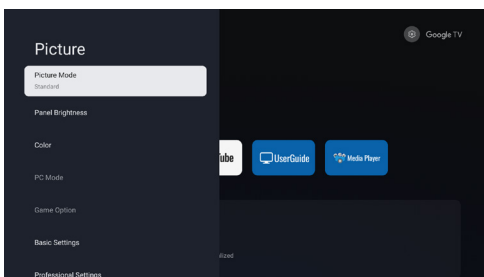 Picture
Google TV
Picture Mode
Standard
Panel Brightness
Color
ube
UserGuide
Media Player
PC Mode
Game Option
Basic Settings
lized
Professional Settings